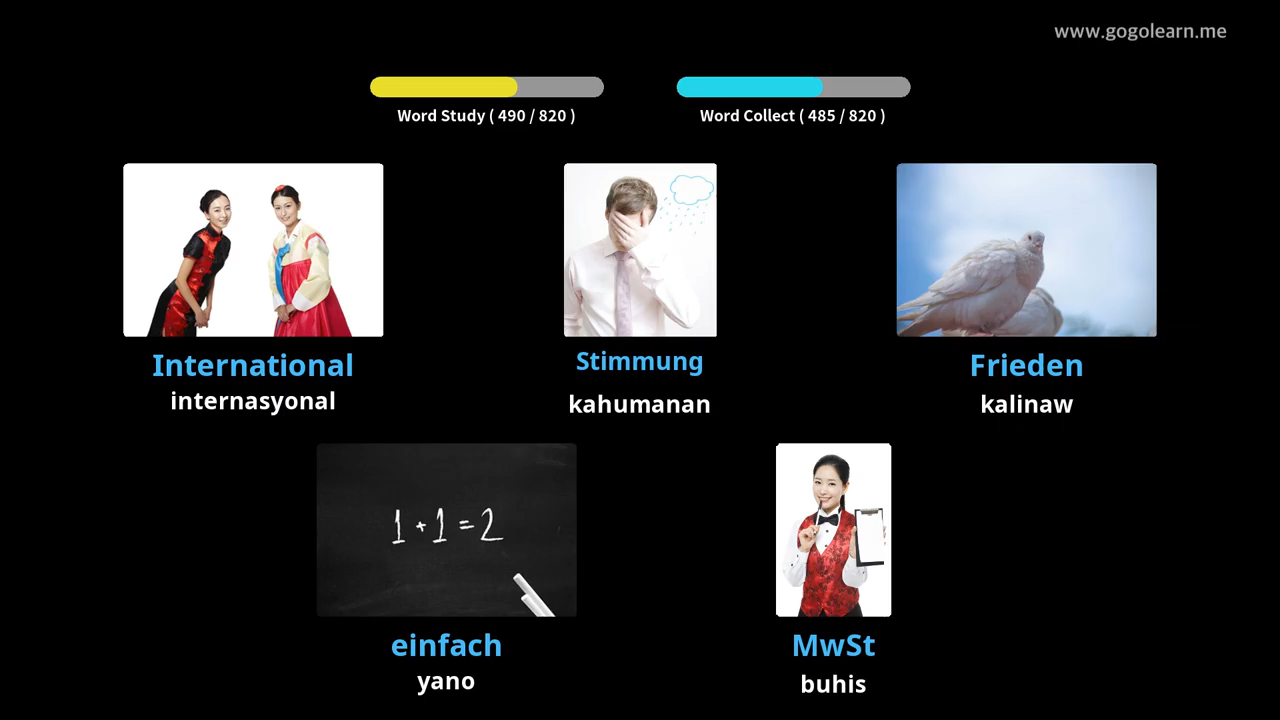 www.gogolearn.me
Word Study ( 490 / 820 )
Word Collect ( 485 / 820 )
International
internasyonal
Stimmung
kahumanan
Frieden
kalinaw
1 + 1 = 2
einfach
yano
MwSt
buhis